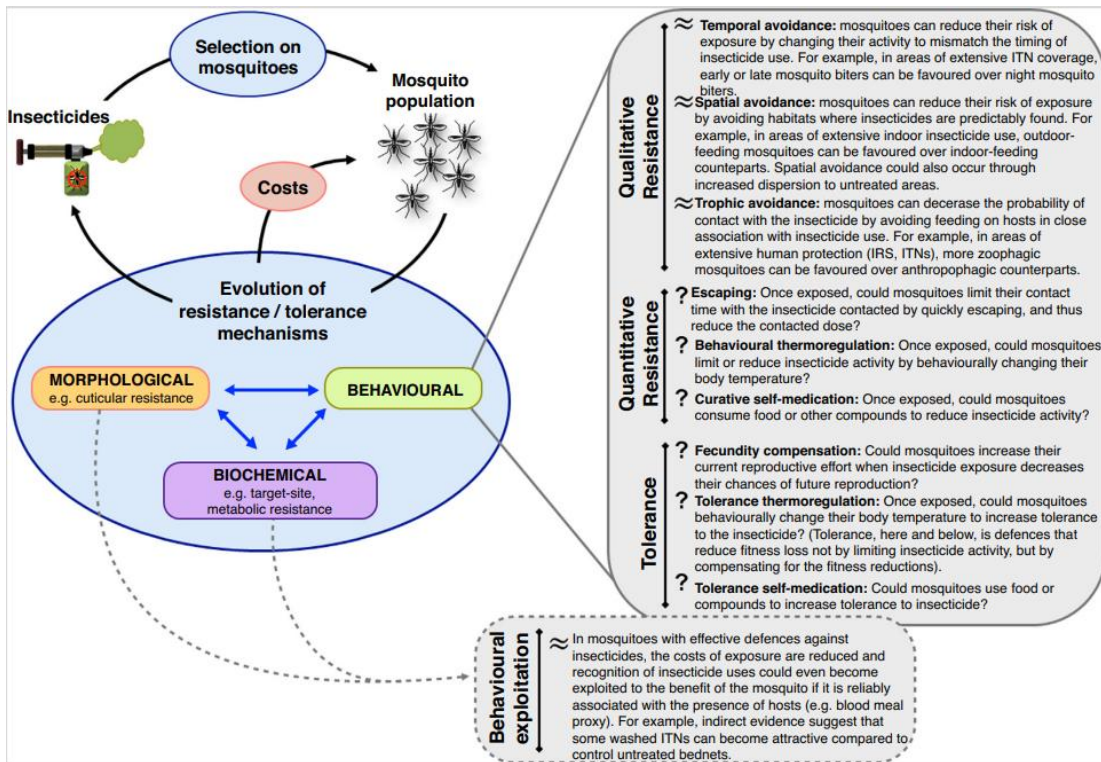 Selection on
mosquitoes
Insecticides
Mosquito
population
Costs
Evolution of
resistance / tolerance
mechanisms
MORPHOLOGICAL
e.g. cuticular resistance
BEHAVIOURAL
BIOCHEMICAL
e.g. target-site,
metabolic resistance
Qualitative
Resistance
≈ Temporal avoidance: mosquitoes can reduce their risk of
exposure by changing their activity to mismatch the timing of
insecticide use. For example, in areas of extensive ITN coverage,
early or late mosquito biters can be favoured over night mosquito
biters.
≈ Spatial avoidance: mosquitoes can reduce their risk of exposure
by avoiding habitats where insecticides are predictably found. For
example, in areas of extensive indoor insecticide use, outdoor-
feeding mosquitoes can be favoured over indoor-feeding
counterparts. Spatial avoidance could also occur through
increased dispersion to untreated areas.
≈ Trophic avoidance: mosquitoes can decerase the probability of
contact with the insecticide by avoiding feeding on hosts in close
association with insecticide use. For example, in areas of
extensive human protection (IRS, ITNs), more zoophagic
mosquitoes can be favoured over anthropophagic counterparts.
Quantitative
Resistance
? Escaping: Once exposed, could mosquitoes limit their contact
time with the insecticide contacted by quickly escaping, and thus
reduce the contacted dose?
? Behavioural thermoregulation: Once exposed, could mosquitoes
limit or reduce insecticide activity by behaviourally changing their
body temperature?
? Curative self-medication: Once exposed, could mosquitoes
consume food or other compounds to reduce insecticide activity?
Tolerance
? Fecundity compensation: Could mosquitoes increase their
current reproductive effort when insecticide exposure decreases
their chances of future reproduction?
? Tolerance thermoregulation: Once exposed, could mosquitoes
behaviourally change their body temperature to increase tolerance
to the insecticide? (Tolerance, here and below, is defences that
reduce fitness loss not by limiting insecticide activity, but by
compensating for the fitness reductions).
? Tolerance self-medication: Could mosquitoes use food or
compounds to increase tolerance to insecticide?
Behavioural
exploitation
≈ In mosquitoes with effective defences against
insecticides, the costs of exposure are reduced and
recognition of insecticide uses could even become
exploited to the benefit of the mosquito if it is reliably
associated with the presence of hosts (e.g. blood meal
proxy). For example, indirect evidence suggest that
some washed ITNs can become attractive compared to
control untreated bednets.